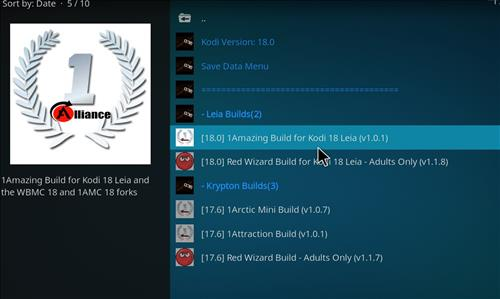 Sort by: Date · 5 / 10
..
Kodi Version: 18.0
Save Data Menu
========================================
- Leia Builds(2)
[18.0] 1Amazing Build for Kodi 18 Leia (v1.0.1)
[18.0] Red Wizard Build for Kodi 18 Leia - Adults Only (v1.1.8)
- Krypton Builds(3)
[17.6] 1Arctic Mini Build (v1.0.7)
[17.6] 1Attraction Build (v1.0.1)
[17.6] Red Wizard Build - Adults Only (v1.1.7)
1
Alliance
1Amazing Build for Kodi 18 Leia and
the WBMC 18 and 1AMC 18 forks